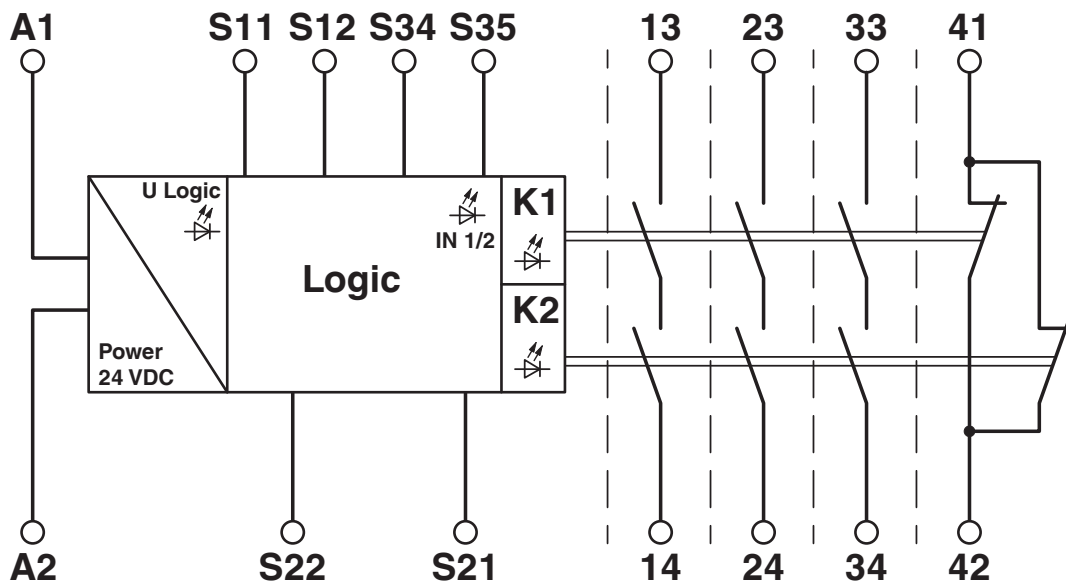 A1 S11 S12 S34 S35 13 23 33 41
U Logic
K1
IN 1/2
Logic
K2
Power
24 VDC
A2 S22 S21 14 24 34 42